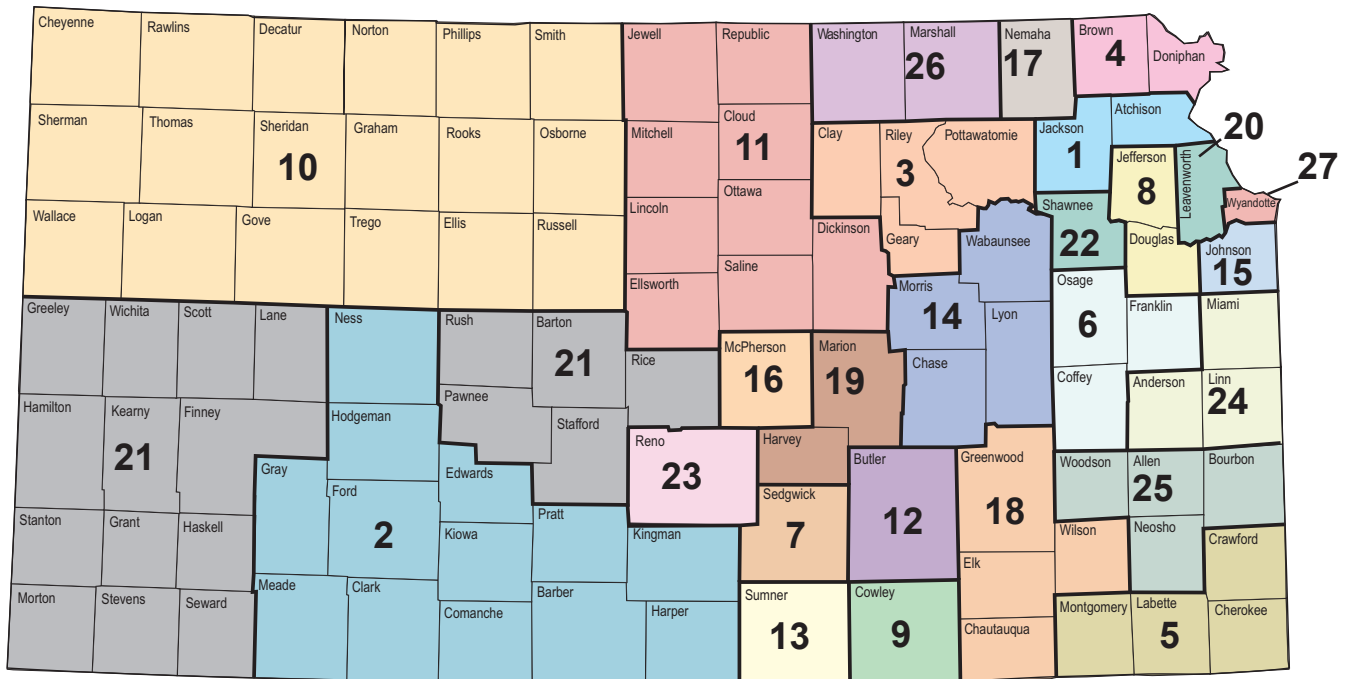 Cheyenne
Rawlins
Decatur
Norton
Phillips
Smith
Jewell
Republic
Washington
Marshall
26
Nemaha
17
Brown
4
Doniphan
Sherman
Thomas
Sheridan
10
Graham
Rooks
Osborne
Mitchell
Cloud
11
Clay
Riley
3
Pottawatomie
Jackson
1
Atchison
Jefferson
8
Leavenworth
20
27
Wyandotte
Wallace
Logan
Gove
Trego
Ellis
Russell
Lincoln
Ottawa
Dickinson
Geary
Wabaunsee
Shawnee
22
Douglas
Johnson
15
Ellsworth
Saline
Morris
14
Lyon
Osage
6
Franklin
Miami
Greeley
Wichita
Scott
Lane
Ness
Rush
Barton
21
Rice
McPherson
16
Marion
19
Chase
Coffey
Anderson
Linn
24
Hamilton
Kearny
21
Finney
Hodgeman
Pawnee
Stafford
Reno
23
Harvey
Butler
12
Greenwood
18
Woodson
Allen
25
Bourbon
Gray
Ford
2
Edwards
Kiowa
Pratt
Kingman
Sedgwick
7
Wilson
Neosho
Crawford
Stanton
Grant
Haskell
Elk
Morton
Stevens
Seward
Meade
Clark
Comanche
Barber
Harper
Sumner
13
Cowley
9
Chautauqua
Montgomery
Labette
5
Cherokee